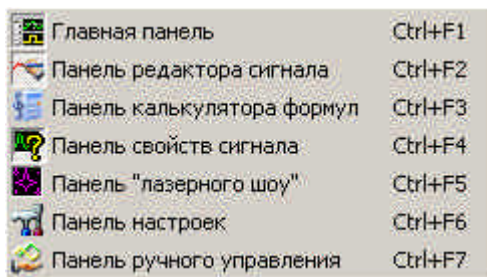 Главная панель Ctrl+F1
Панель редактора сигнала Ctrl+F2
Панель калькулятора формул Ctrl+F3
Панель свойств сигнала Ctrl+F4
Панель "лазерного шоу" Ctrl+F5
Панель настроек Ctrl+F6
Панель ручного управления Ctrl+F7